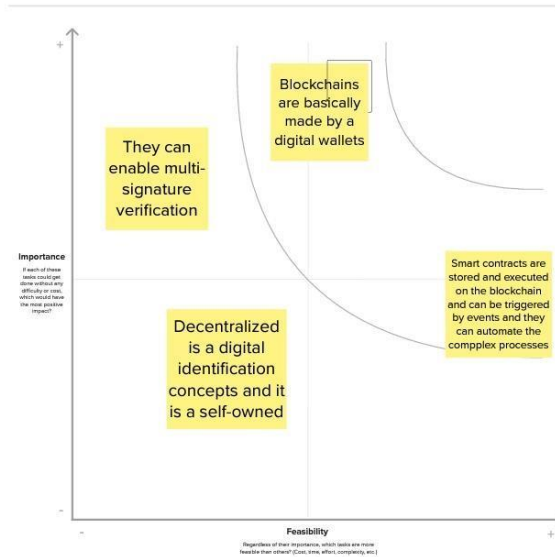 +
Blockchains
are basically
made by a
digital wallets
They can
enable multi-
signature
verification
Importance
If each of these
tasks could get
done without any
difficulty or cost,
which would have
the most positive
impact?
Smart contracts are
stored and executed
on the blockchain
and can be triggered
by events and they
can automate the
compplex processes
Decentralized
is a digital
identification
concepts and it
is a self-owned
-
-
Feasibility
+
Regardless of their importance, which tasks are more
feasible than others? (Cost, time, effort, complexity, etc.)